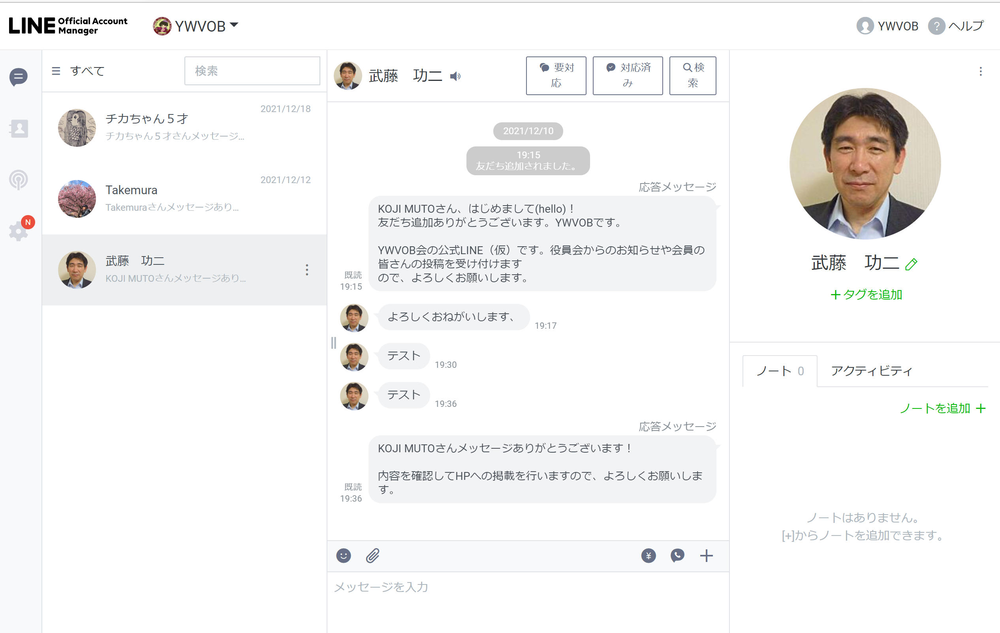 LINE Official Account Manager
YWVOB
YWVOB
? ヘルプ
すべて
検索
チカちゃん５才
2021/12/18
チカちゃん５才さんメッセージ...
Takemura
2021/12/12
Takemuraさんメッセージあり...
武藤　功二
KOJI MUTOさんメッセージあり...
N
武藤　功二
要対
応
対応済
み
検
索
2021/12/10
19:15
友だち追加されました。
応答メッセージ
KOJI MUTOさん、はじめまして(hello)！
友だち追加ありがとうございます。YWVOBです。
YWVOB会の公式LINE（仮）です。役員会からのお知らせや会員の
皆さんの投稿を受け付けます
ので、よろしくお願いします。
既読
19:15
よろしくおねがいします、
19:17
テスト
19:30
テスト
19:36
応答メッセージ
KOJI MUTOさんメッセージありがとうございます！
内容を確認してHPへの掲載を行いますので、よろしくお願いしま
す。
既読
19:36
¥
メッセージを入力
武藤　功二
+タグを追加
ノート 0
アクティビティ
ノートを追加 +
ノートはありません。
[+]からノートを追加できます。